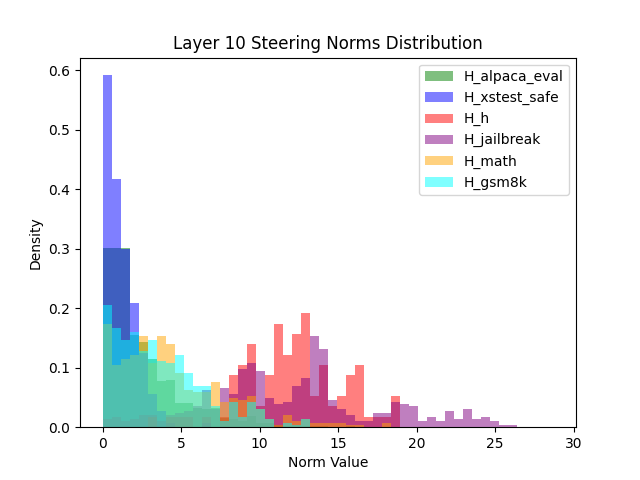 Layer 10 Steering Norms Distribution
H_alpaca_eval
H_xstest_safe
H_h
H_jailbreak
H_math
H_gsm8k
Density
0.6
0.5
0.4
0.3
0.2
0.1
0.0
0 5 10 15 20 25 30
Norm Value